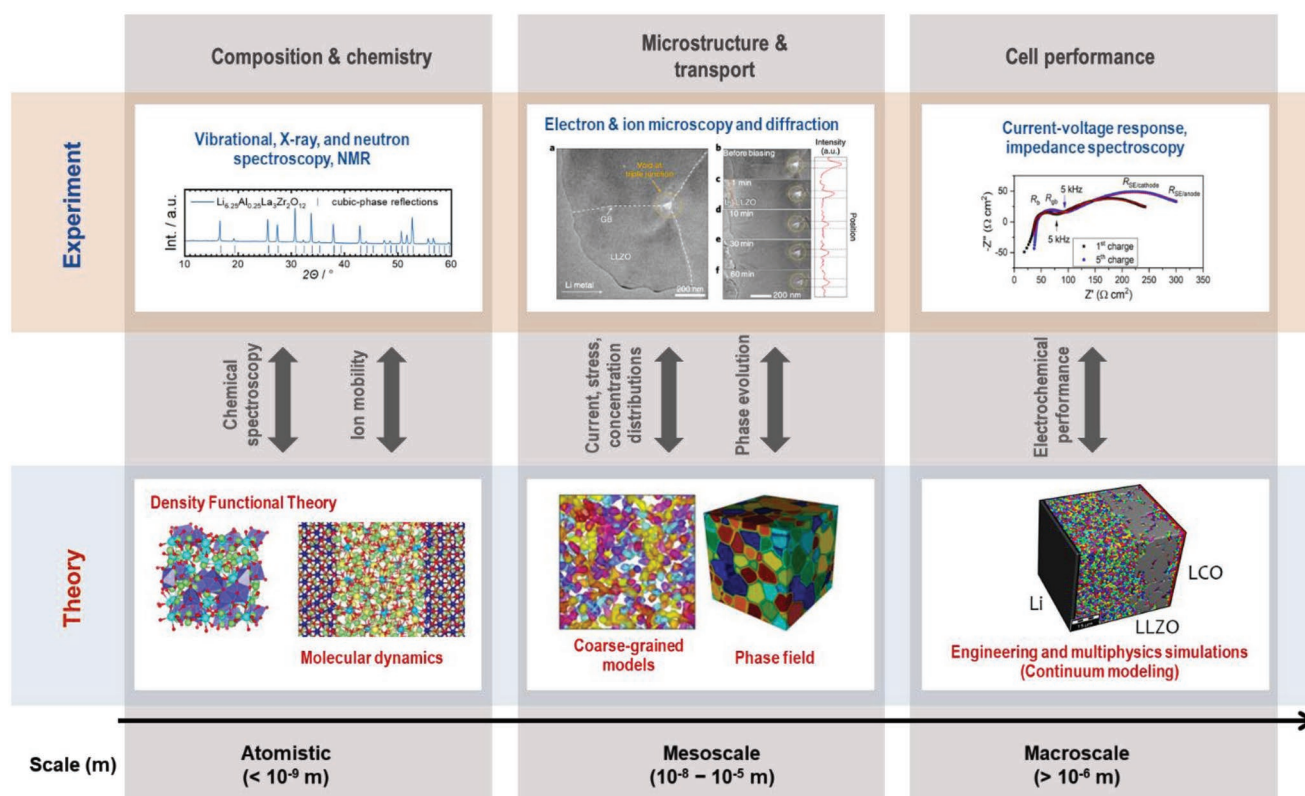 Composition & chemistry
Microstructure &
transport
Cell performance
Experiment
Vibrational, X-ray, and neutron
spectroscopy, NMR
Int. / a.u.
Li6.25Al0.25La3Zr2O12
cubic-phase reflections
10 20 30 40 50 60
2Θ / °
Electron & ion microscopy and diffraction
a
Void at
triple junction
GB
LLZO
Li metal
200 nm
b
Before biasing
c
1 min
LLZO
d
10 min
e
30 min
f
60 min
200 nm
Intensity
(a.u.)
Position
Current-voltage response,
impedance spectroscopy
-Z'' (Ω cm²)
50
0
-50
Rb
Rgb
5 kHz
RSE/cathode
RSE/anode
5 kHz
1st charge
5th charge
0 50 100 150 200 250 300 350
Z' (Ω cm²)
Chemical
spectroscopy
Ion mobility
Current, stress,
concentration
distributions
Phase evolution
Electrochemical
performance
Theory
Density Functional Theory
Molecular dynamics
Coarse-grained
models
Phase field
Li
LLZO
LCO
Engineering and multiphysics simulations
(Continuum modeling)
Scale (m)
Atomistic
(< 10⁻⁹ m)
Mesoscale
(10⁻⁸ – 10⁻⁵ m)
Macroscale
(> 10⁻⁶ m)